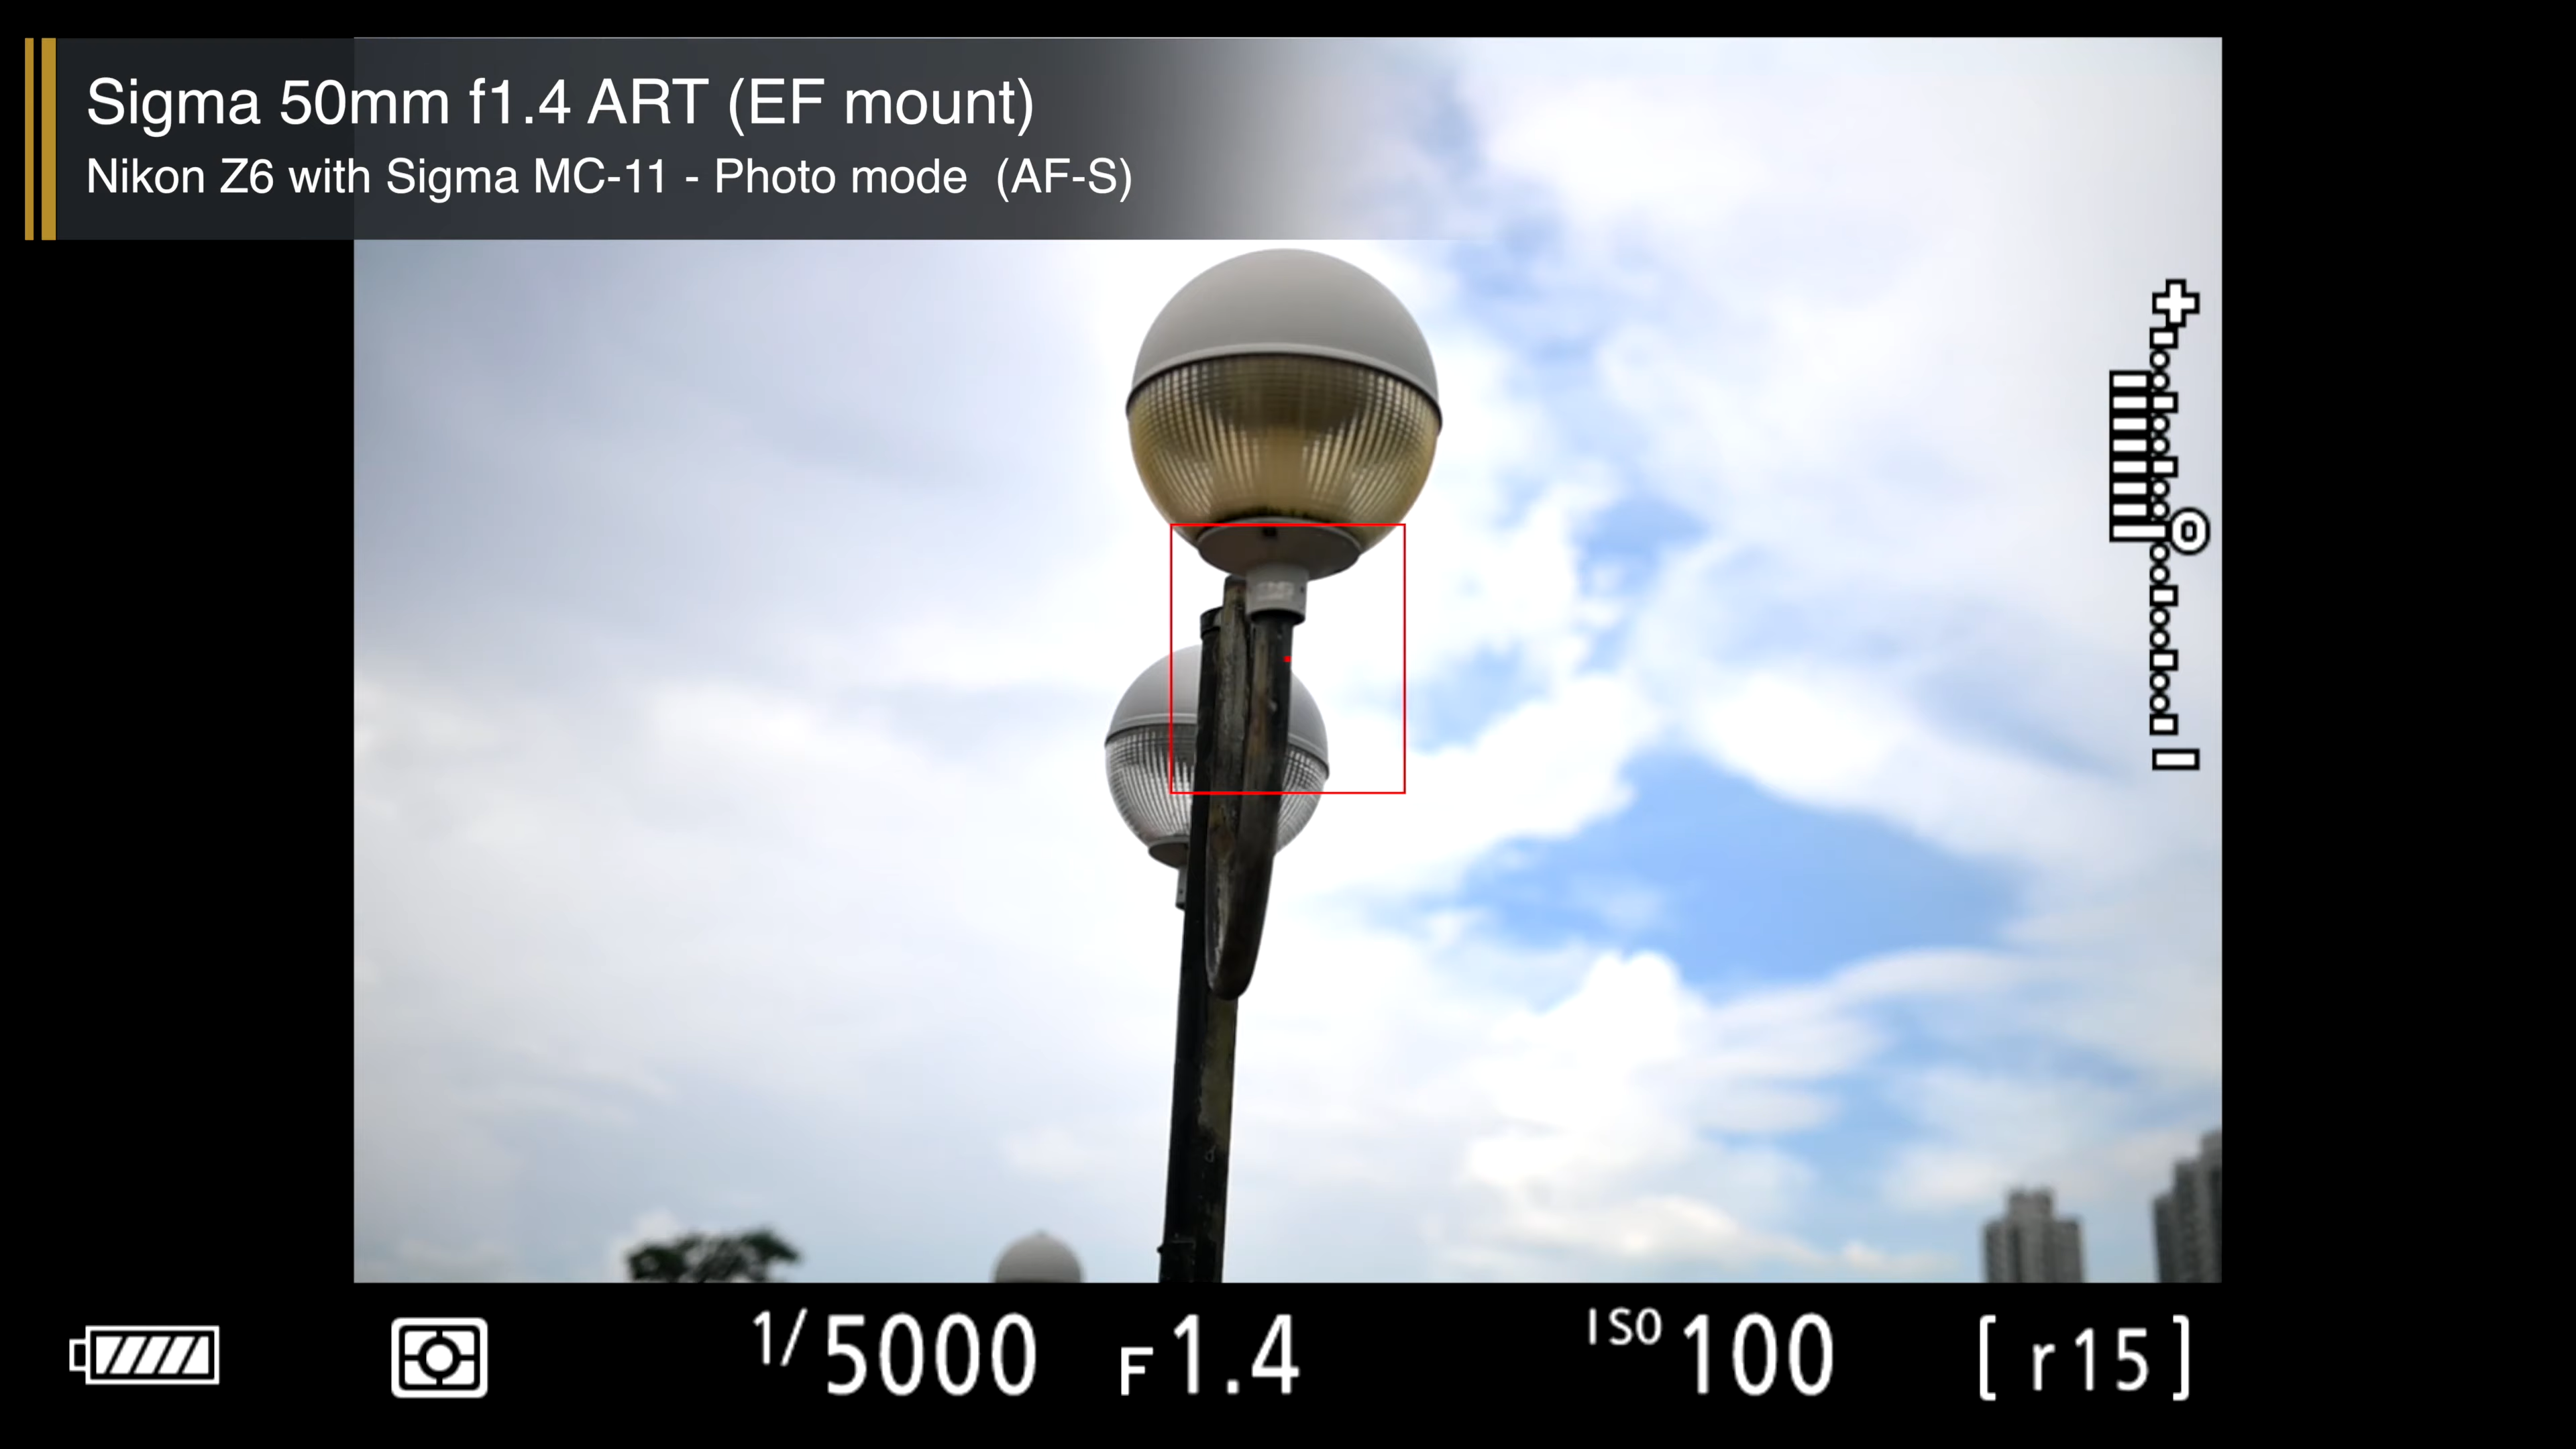 Sigma 50mm f1.4 ART (EF mount)
Nikon Z6 with Sigma MC-11 - Photo mode (AF-S)
1/5000 F1.4 ISO 100 [r15]